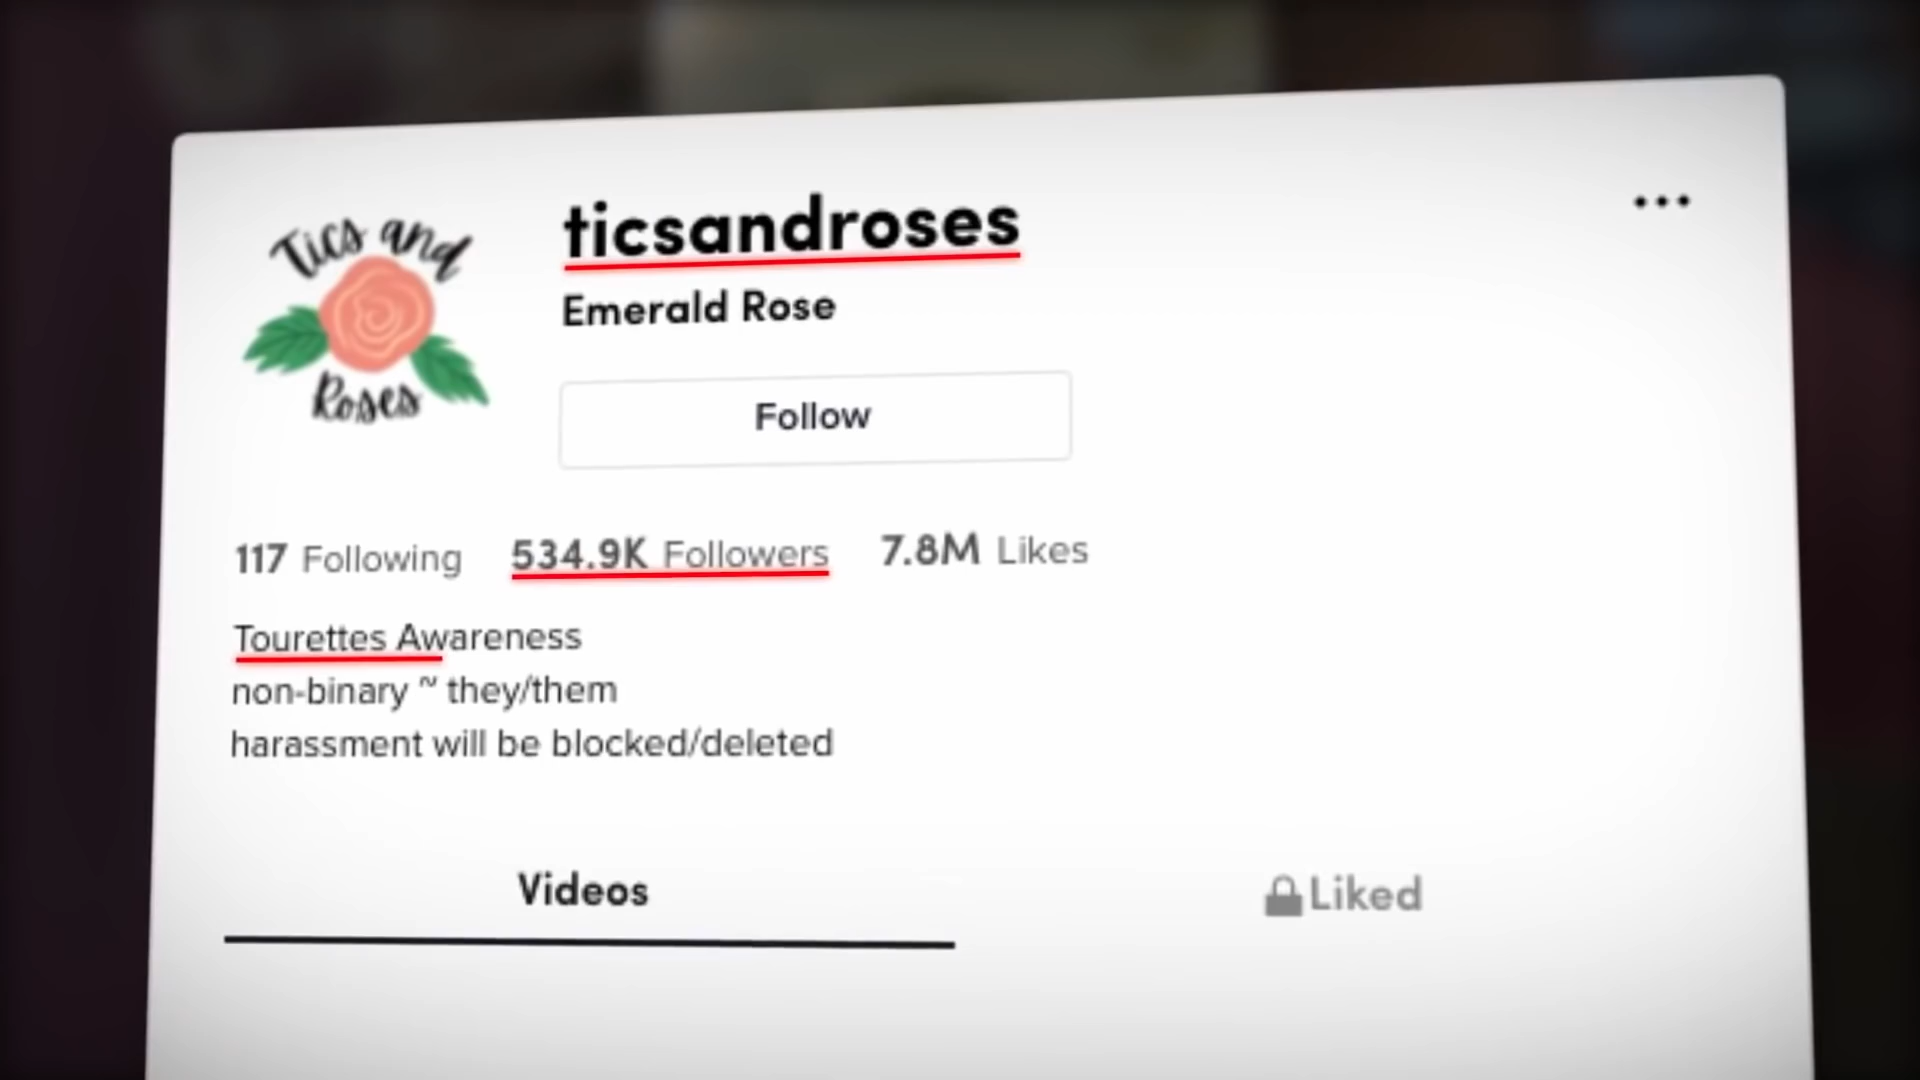 Tics and
Roses
ticsandroses
Emerald Rose
Follow
117 Following 534.9K Followers 7.8M Likes
Tourettes Awareness
non-binary ~ they/them
harassment will be blocked/deleted
Videos
Liked